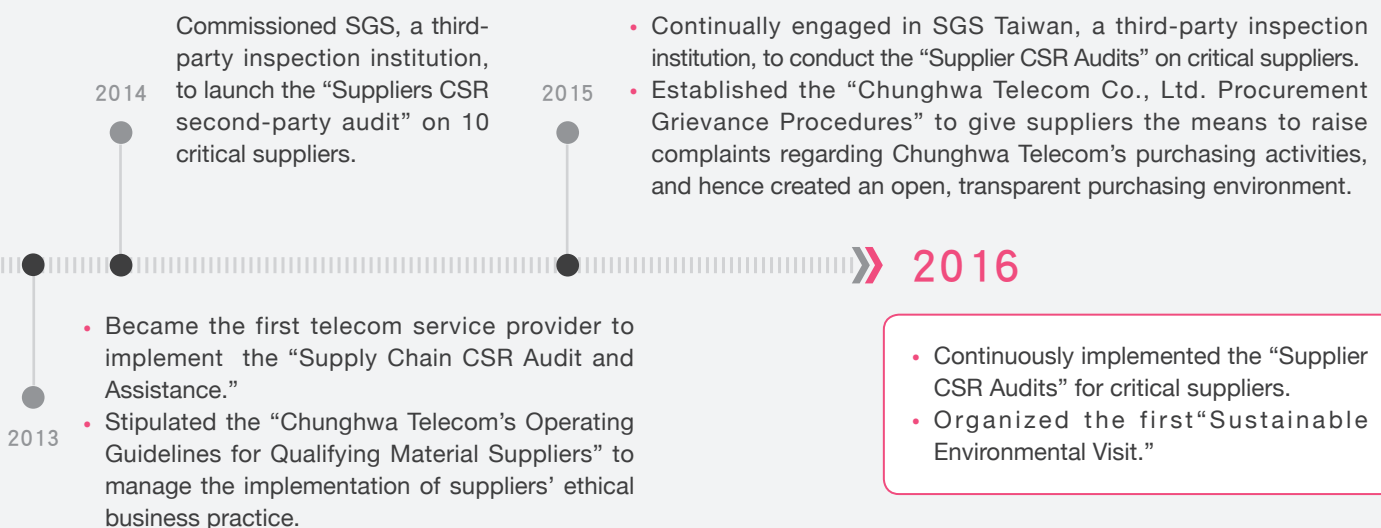 2014
Commissioned SGS, a third-
party inspection institution,
to launch the “Suppliers CSR
second-party audit” on 10
critical suppliers.
2015
• Continually engaged in SGS Taiwan, a third-party inspection
institution, to conduct the “Supplier CSR Audits” on critical suppliers.
• Established the “Chunghwa Telecom Co., Ltd. Procurement
Grievance Procedures” to give suppliers the means to raise
complaints regarding Chunghwa Telecom’s purchasing activities,
and hence created an open, transparent purchasing environment.
2013
• Became the first telecom service provider to
implement the “Supply Chain CSR Audit and
Assistance.”
• Stipulated the “Chunghwa Telecom’s Operating
Guidelines for Qualifying Material Suppliers” to
manage the implementation of suppliers’ ethical
business practice.
2016
• Continuously implemented the “Supplier
CSR Audits” for critical suppliers.
• Organized the first“Sustainable
Environmental Visit.”